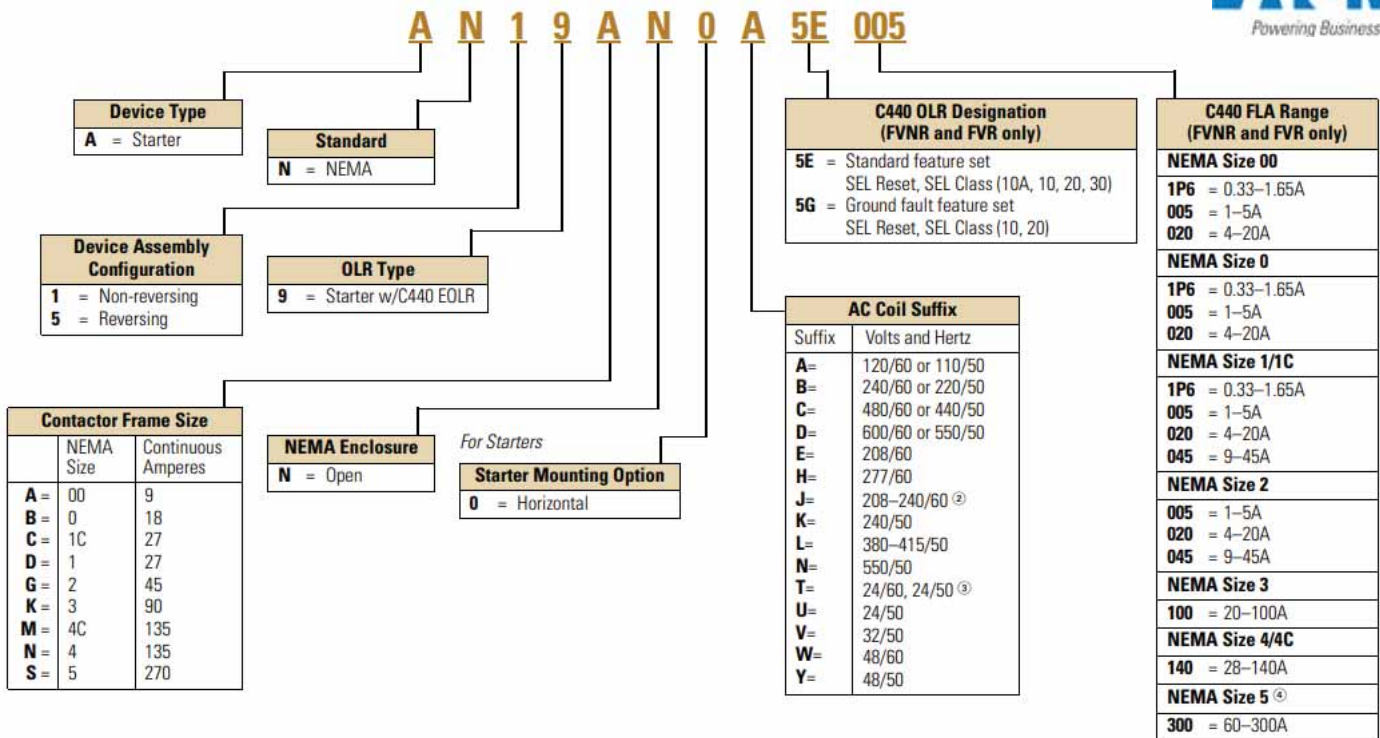 A N 1 9 A N 0 A 5E 005
Powering Business
Device Type
A = Starter
Standard
N = NEMA
Device Assembly
Configuration
1 = Non-reversing
5 = Reversing
OLR Type
9 = Starter w/C440 EOLR
Contactor Frame Size
NEMA Size Continuous Amperes
A = 00 9
B = 0 18
C = 1C 27
D = 1 27
G = 2 45
K = 3 90
M = 4C 135
N = 4 135
S = 5 270
NEMA Enclosure
N = Open
For Starters
Starter Mounting Option
0 = Horizontal
C440 OLR Designation
(FVNR and FVR only)
5E = Standard feature set
SEL Reset, SEL Class (10A, 10, 20, 30)
5G = Ground fault feature set
SEL Reset, SEL Class (10, 20)
AC Coil Suffix
Suffix Volts and Hertz
A= 120/60 or 110/50
B= 240/60 or 220/50
C= 480/60 or 440/50
D= 600/60 or 550/50
E= 208/60
H= 277/60
J= 208–240/60 ②
K= 240/50
L= 380–415/50
N= 550/50
T= 24/60, 24/50 ③
U= 24/50
V= 32/50
W= 48/60
Y= 48/50
C440 FLA Range
(FVNR and FVR only)
NEMA Size 00
1P6 = 0.33–1.65A
005 = 1–5A
020 = 4–20A
NEMA Size 0
1P6 = 0.33–1.65A
005 = 1–5A
020 = 4–20A
NEMA Size 1/1C
1P6 = 0.33–1.65A
005 = 1–5A
020 = 4–20A
045 = 9–45A
NEMA Size 2
005 = 1–5A
020 = 4–20A
045 = 9–45A
NEMA Size 3
100 = 20–100A
NEMA Size 4/4C
140 = 28–140A
NEMA Size 5 ④
300 = 60–300A